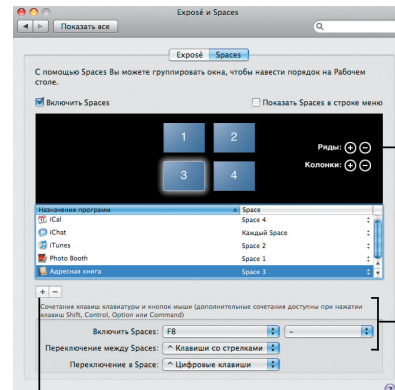 Exposé и Spaces
Показать все
Exposé Spaces
С помощью Spaces Вы можете группировать окна, чтобы навести порядок на Рабочем
столе.
Включить Spaces Показать Spaces в строке меню
1 2
Ряды:
Колонки:
3 4
Назначения программ Space
iCal Space 4
iChat Каждый Space
iTunes Space 2
Photo Booth Space 1
Адресная книга Space 3
+ −
Сочетания клавиш клавиатуры и кнопок мыши (дополнительные сочетания доступны при нажатии
клавиш Shift, Control, Option или Command)
Включить Spaces: F8 –
Переключение между Spaces: ^ Клавиши со стрелками
Переключение в Space: ^ Цифровые клавиши
?